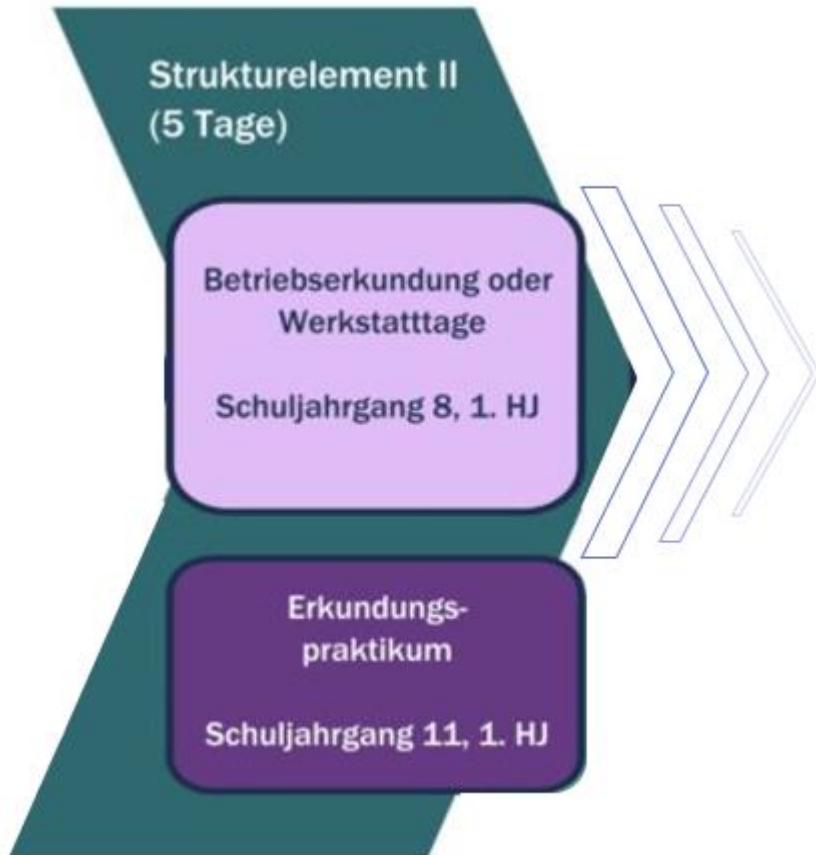 Strukturelement II
(5 Tage)
Betriebserkundung oder
Werkstatttage
Schuljahrgang 8, 1. HJ
Erkundungs-
praktikum
Schuljahrgang 11, 1. HJ